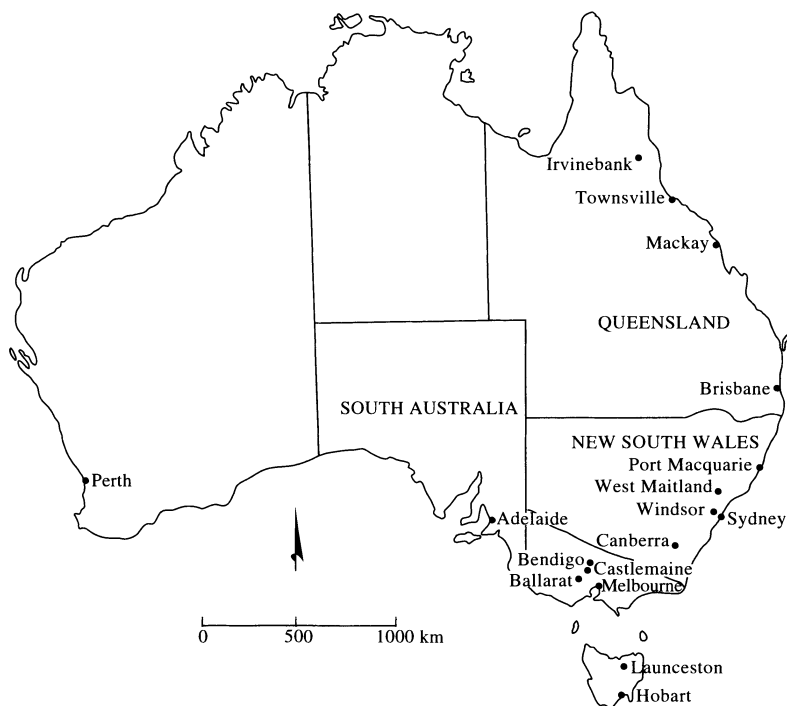 Irvinebank
Townsville
Mackay
QUEENSLAND
Brisbane
SOUTH AUSTRALIA
NEW SOUTH WALES
Port Macquarie
Perth
West Maitland
Windsor
Sydney
Adelaide
Canberra
Bendigo
Castlemaine
Ballarat
Melbourne
0 500 1000 km
Launceston
Hobart